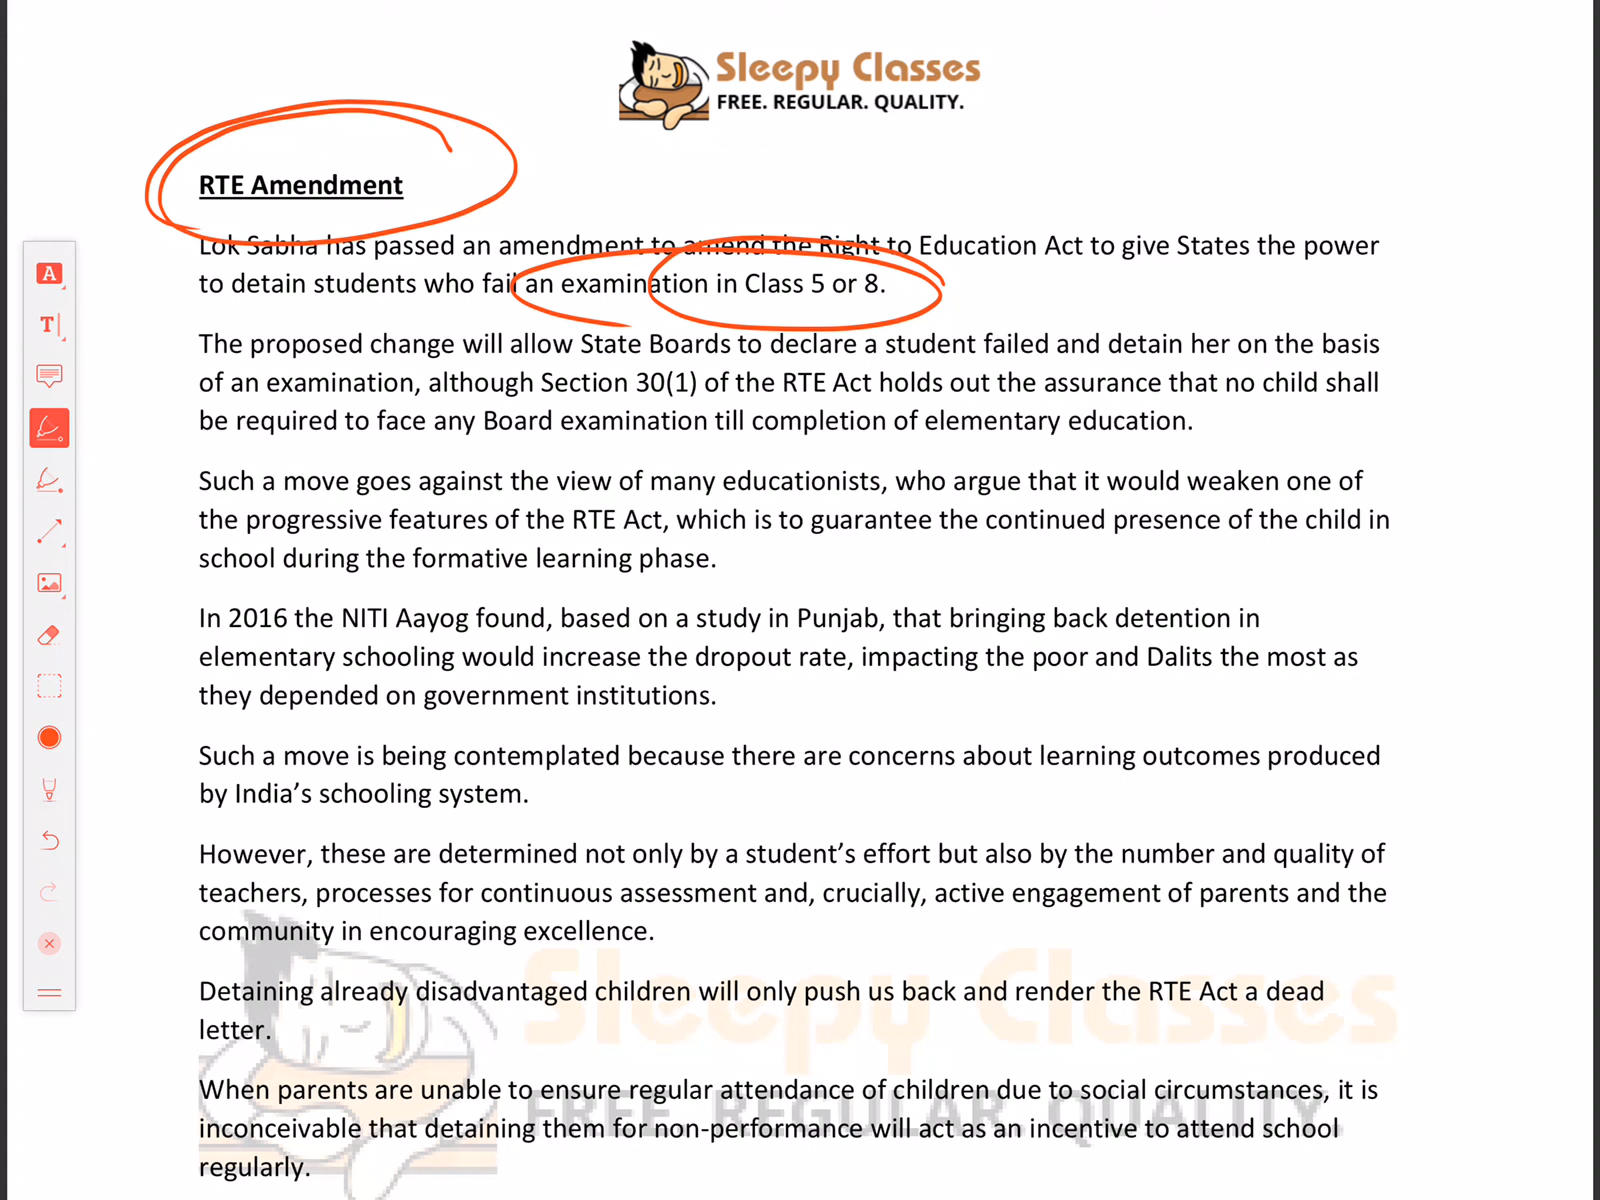 Sleepy Classes
FREE. REGULAR. QUALITY.
RTE Amendment
Lok Sabha has passed an amendment to amend the Right to Education Act to give States the power
to detain students who fail an examination in Class 5 or 8.
The proposed change will allow State Boards to declare a student failed and detain her on the basis
of an examination, although Section 30(1) of the RTE Act holds out the assurance that no child shall
be required to face any Board examination till completion of elementary education.
Such a move goes against the view of many educationists, who argue that it would weaken one of
the progressive features of the RTE Act, which is to guarantee the continued presence of the child in
school during the formative learning phase.
In 2016 the NITI Aayog found, based on a study in Punjab, that bringing back detention in
elementary schooling would increase the dropout rate, impacting the poor and Dalits the most as
they depended on government institutions.
Such a move is being contemplated because there are concerns about learning outcomes produced
by India’s schooling system.
However, these are determined not only by a student’s effort but also by the number and quality of
teachers, processes for continuous assessment and, crucially, active engagement of parents and the
community in encouraging excellence.
Sleepy Classes
Detaining already disadvantaged children will only push us back and render the RTE Act a dead
letter.
When parents are unable to ensure regular attendance of children due to social circumstances, it is
FREE. REGULAR. QUALITY.
inconceivable that detaining them for non-performance will act as an incentive to attend school
regularly.
A
T